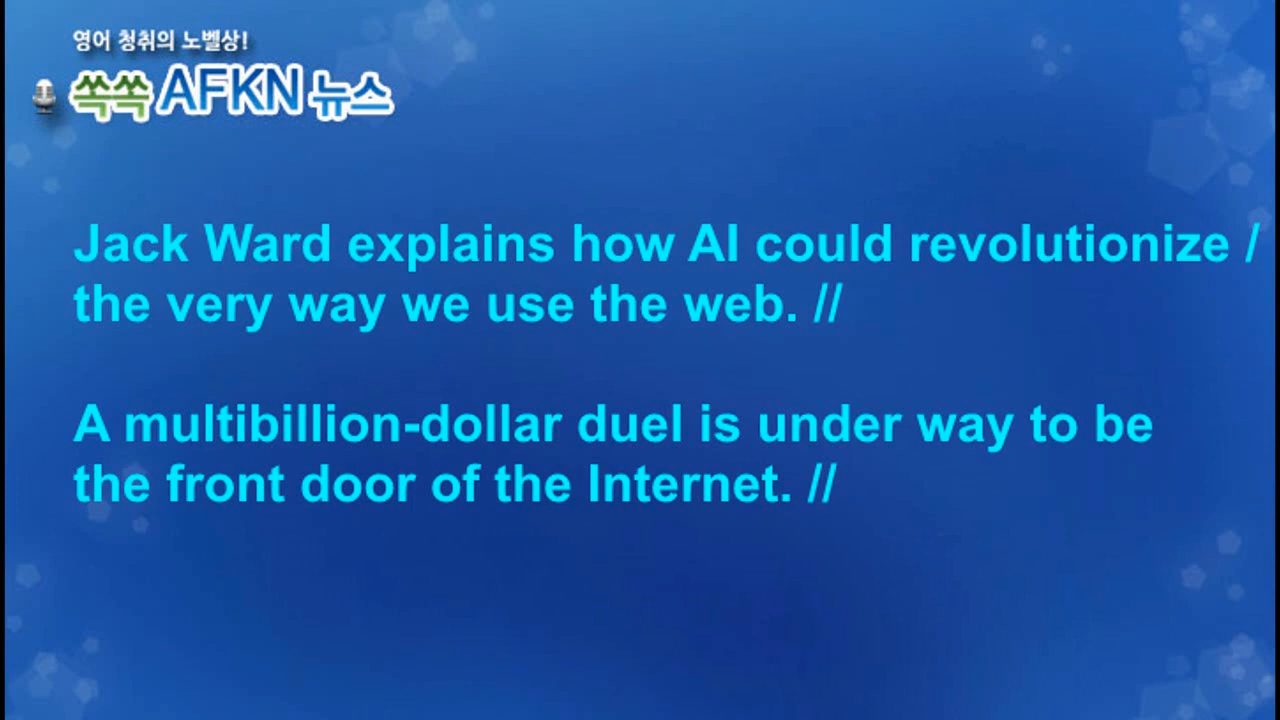 영어 청취의 노벨상!
쏙쏙 AFKN 뉴스
Jack Ward explains how AI could revolutionize /
the very way we use the web. //
A multibillion-dollar duel is under way to be
the front door of the Internet. //